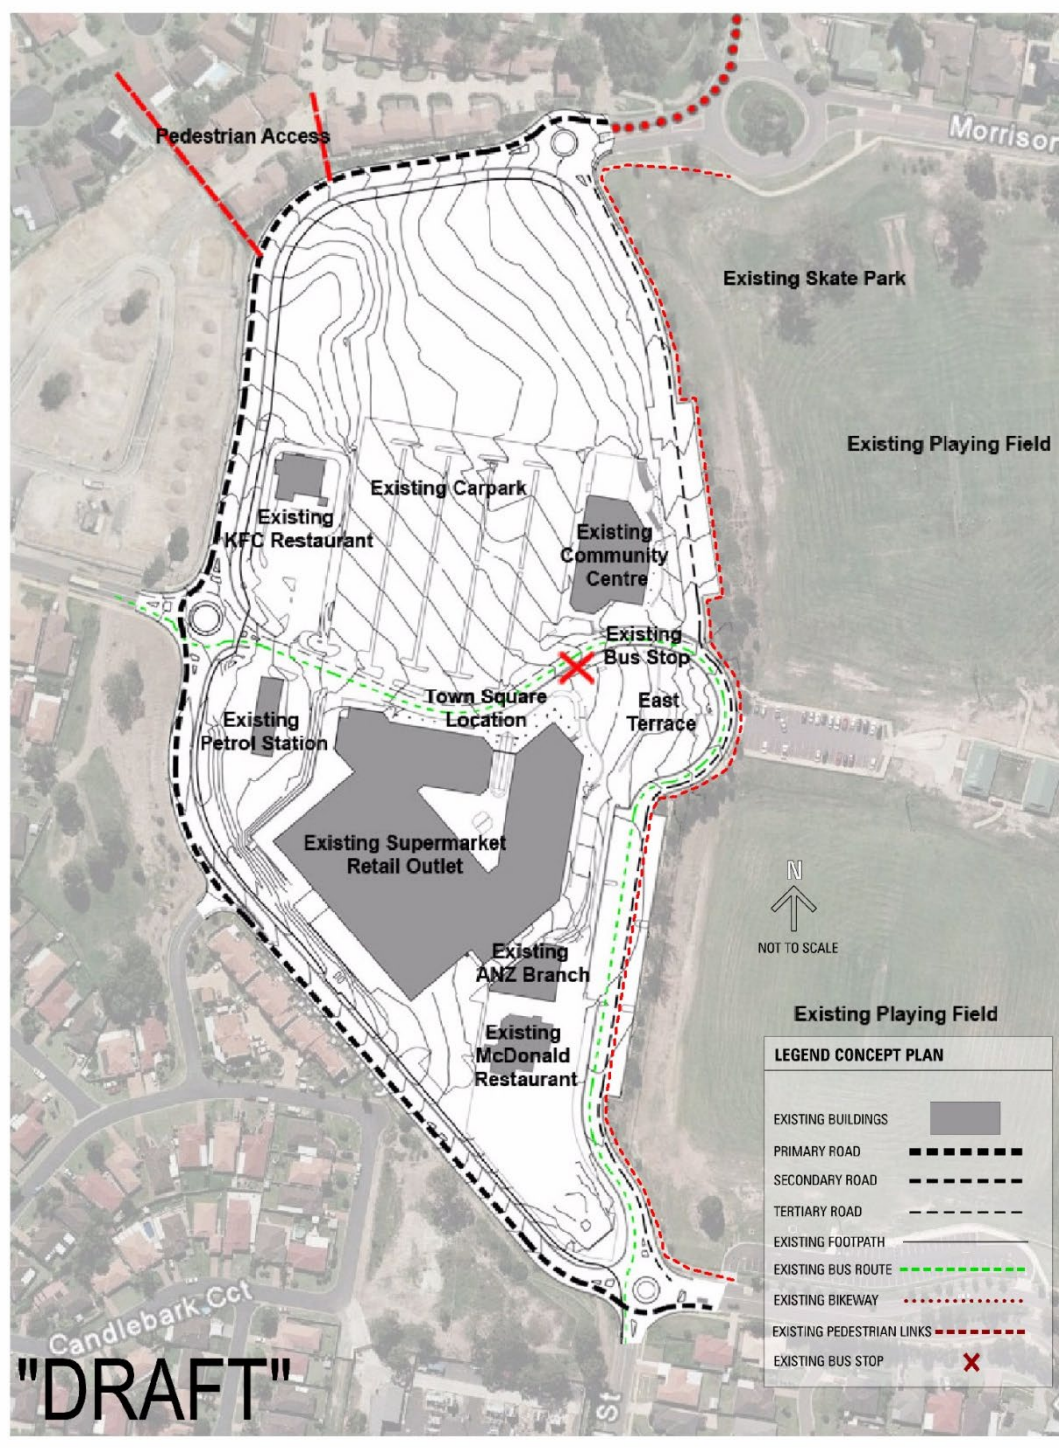 Morrison
Pedestrian Access
Existing Skate Park
Existing Playing Field
Existing Carpark
Existing
KFC Restaurant
Existing
Community
Centre
Existing
Bus Stop
Town Square
Location
East
Terrace
Existing
Petrol Station
Existing Supermarket
Retail Outlet
N
NOT TO SCALE
Existing
ANZ Branch
Existing Playing Field
Existing
McDonald
Restaurant
LEGEND CONCEPT PLAN
EXISTING BUILDINGS
PRIMARY ROAD
SECONDARY ROAD
TERTIARY ROAD
EXISTING FOOTPATH
EXISTING BUS ROUTE
EXISTING BIKEWAY
EXISTING PEDESTRIAN LINKS
EXISTING BUS STOP
Candlebark Cct
"DRAFT"
St